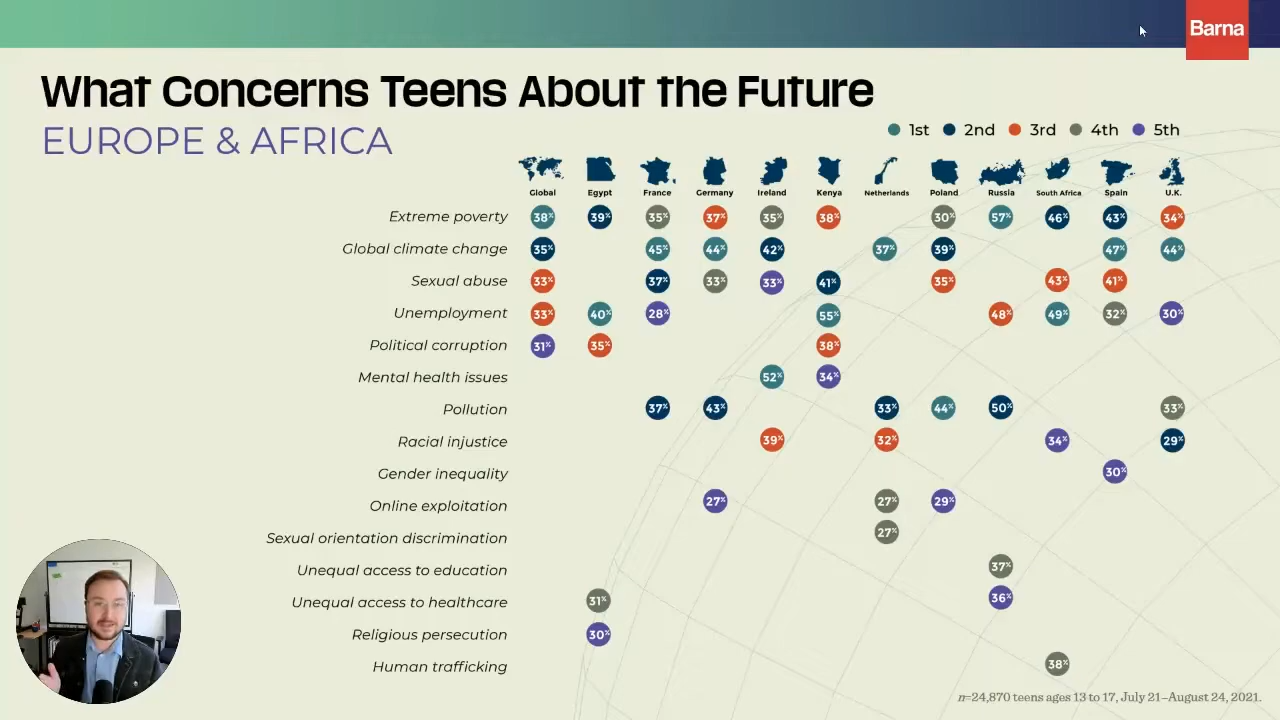 Barna
What Concerns Teens About the Future
EUROPE & AFRICA
1st 2nd 3rd 4th 5th
Global Egypt France Germany Ireland Kenya Netherlands Poland Russia South Africa Spain U.K.
Extreme poverty 38% 39% 35% 37% 35% 38% 30% 57% 46% 43% 34%
Global climate change 35% 45% 44% 42% 37% 39% 47% 44%
Sexual abuse 33% 37% 33% 33% 41% 35% 43% 41%
Unemployment 33% 40% 28% 55% 48% 49% 32% 30%
Political corruption 31% 35% 38%
Mental health issues 52% 34%
Pollution 37% 43% 33% 44% 50% 33%
Racial injustice 39% 32% 34% 29%
Gender inequality 30%
Online exploitation 27% 27% 29%
Sexual orientation discrimination 27%
Unequal access to education 37%
Unequal access to healthcare 31% 36%
Religious persecution 30%
Human trafficking 38%
n=24,870 teens ages 13 to 17, July 21–August 24, 2021.